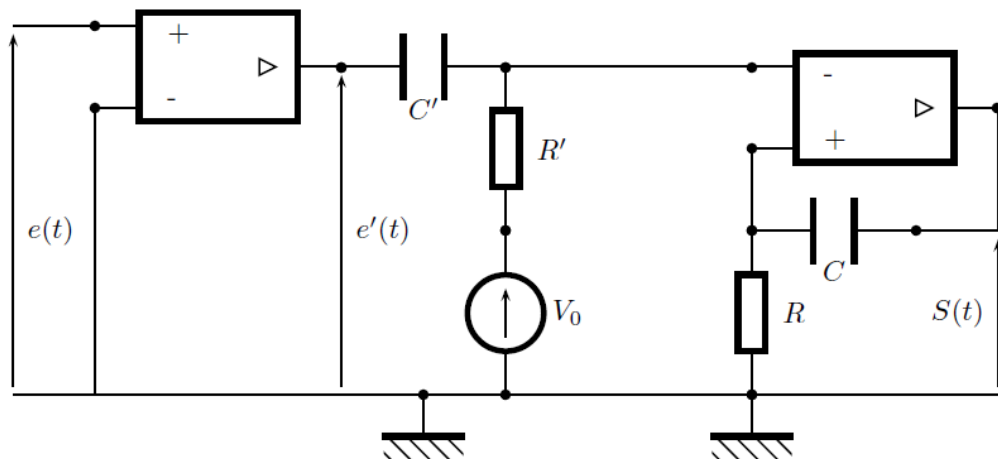 +
-
e(t)
e′(t)
C′
R′
V₀
-
+
C
R
S(t)